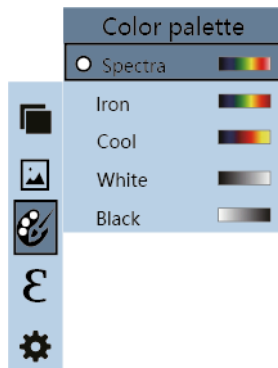 Color palette
Spectra
Iron
Cool
White
Black
ε